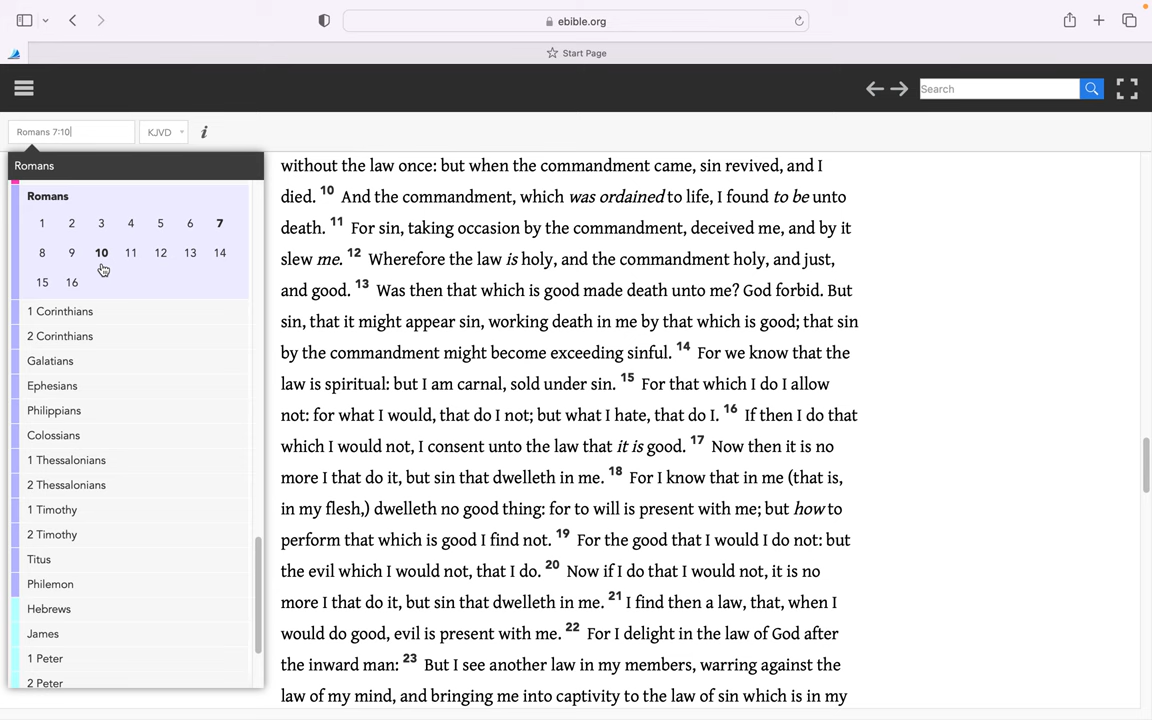 ebible.org
Start Page
Search
Romans 7:10
KJVD
i
Romans
Romans
1 2 3 4 5 6 7
8 9 10 11 12 13 14
15 16
1 Corinthians
2 Corinthians
Galatians
Ephesians
Philippians
Colossians
1 Thessalonians
2 Thessalonians
1 Timothy
2 Timothy
Titus
Philemon
Hebrews
James
1 Peter
2 Peter
without the law once: but when the commandment came, sin revived, and I
died. 10 And the commandment, which was ordained to life, I found to be unto
death. 11 For sin, taking occasion by the commandment, deceived me, and by it
slew me. 12 Wherefore the law is holy, and the commandment holy, and just,
and good. 13 Was then that which is good made death unto me? God forbid. But
sin, that it might appear sin, working death in me by that which is good; that sin
by the commandment might become exceeding sinful. 14 For we know that the
law is spiritual: but I am carnal, sold under sin. 15 For that which I do I allow
not: for what I would, that do I not; but what I hate, that do I. 16 If then I do that
which I would not, I consent unto the law that it is good. 17 Now then it is no
more I that do it, but sin that dwelleth in me. 18 For I know that in me (that is,
in my flesh,) dwelleth no good thing: for to will is present with me; but how to
perform that which is good I find not. 19 For the good that I would I do not: but
the evil which I would not, that I do. 20 Now if I do that I would not, it is no
more I that do it, but sin that dwelleth in me. 21 I find then a law, that, when I
would do good, evil is present with me. 22 For I delight in the law of God after
the inward man: 23 But I see another law in my members, warring against the
law of my mind, and bringing me into captivity to the law of sin which is in my